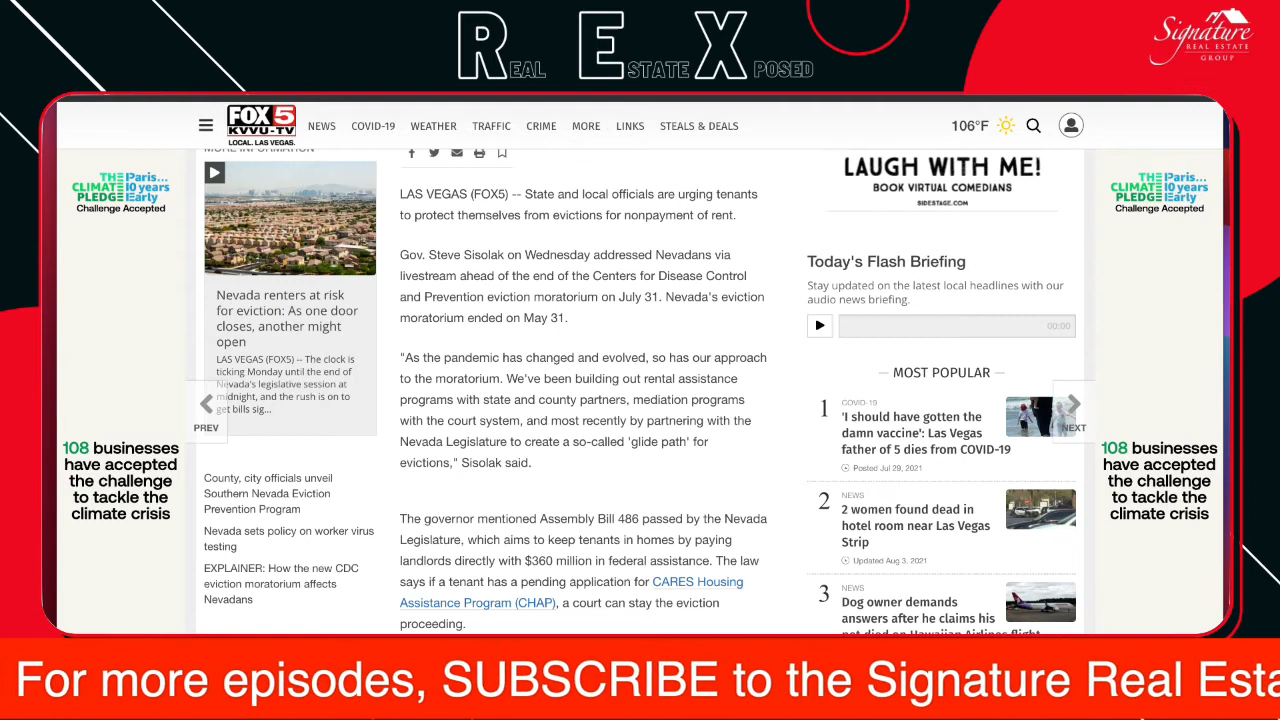 REAL ESTATE XPOSED
Signature
REAL ESTATE
GROUP
FOX 5
KVVU-TV
LOCAL. LAS VEGAS.
NEWS
COVID-19
WEATHER
TRAFFIC
CRIME
MORE
LINKS
STEALS & DEALS
106°F
THE CLIMATE PLEDGE
Paris... 10 years Early
Challenge Accepted
108 businesses
have accepted
the challenge
to tackle the
climate crisis
MORE INFORMATION
Nevada renters at risk
for eviction: As one door
closes, another might
open
LAS VEGAS (FOX5) -- The clock is
ticking Monday until the end of
Nevada's legislative session at
midnight, and the rush is on to
get bills sig...
PREV
County, city officials unveil
Southern Nevada Eviction
Prevention Program
Nevada sets policy on worker virus
testing
EXPLAINER: How the new CDC
eviction moratorium affects
Nevadans
LAS VEGAS (FOX5) -- State and local officials are urging tenants
to protect themselves from evictions for nonpayment of rent.
Gov. Steve Sisolak on Wednesday addressed Nevadans via
livestream ahead of the end of the Centers for Disease Control
and Prevention eviction moratorium on July 31. Nevada's eviction
moratorium ended on May 31.
"As the pandemic has changed and evolved, so has our approach
to the moratorium. We've been building out rental assistance
programs with state and county partners, mediation programs
with the court system, and most recently by partnering with the
Nevada Legislature to create a so-called 'glide path' for
evictions," Sisolak said.
The governor mentioned Assembly Bill 486 passed by the Nevada
Legislature, which aims to keep tenants in homes by paying
landlords directly with $360 million in federal assistance. The law
says if a tenant has a pending application for CARES Housing
Assistance Program (CHAP), a court can stay the eviction
proceeding.
LAUGH WITH ME!
BOOK VIRTUAL COMEDIANS
SIDESTAGE.COM
Today's Flash Briefing
Stay updated on the latest local headlines with our
audio news briefing.
00:00
MOST POPULAR
1
COVID-19
'I should have gotten the
damn vaccine': Las Vegas
father of 5 dies from COVID-19
Posted Jul 29, 2021
NEXT
2
NEWS
2 women found dead in
hotel room near Las Vegas
Strip
Updated Aug 3, 2021
3
NEWS
Dog owner demands
answers after he claims his
pet died on Hawaiian Airlines flight
THE CLIMATE PLEDGE
Paris... 10 years Early
Challenge Accepted
108 businesses
have accepted
the challenge
to tackle the
climate crisis
For more episodes, SUBSCRIBE to the Signature Real Esta